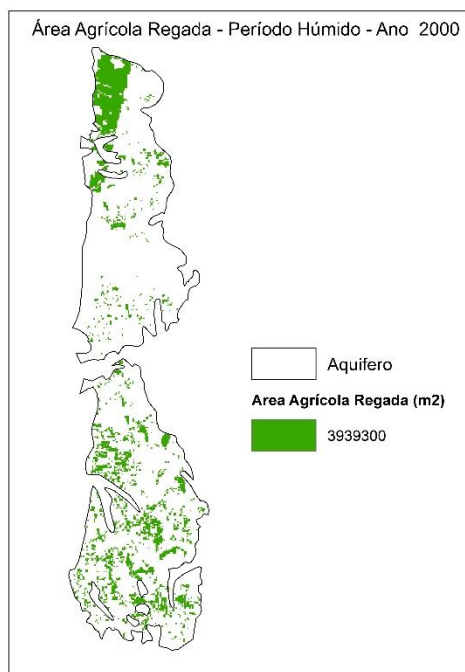 Área Agrícola Regada - Período Húmido - Ano 2000
Aquifero
Area Agrícola Regada (m2)
3939300